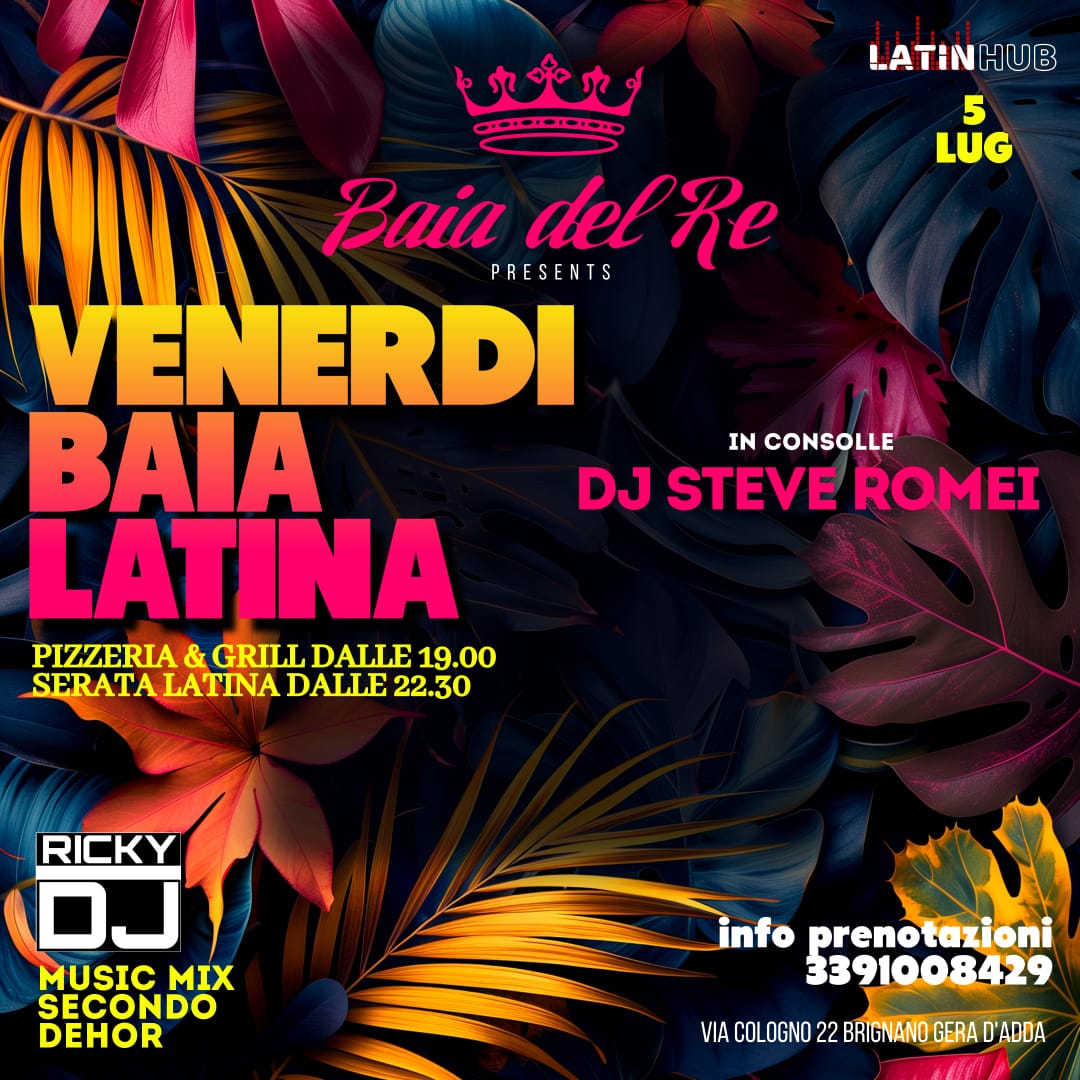 LATINHUB
5
LUG
Baia del Re
PRESENTS
VENERDI
BAIA
LATINA
IN CONSOLLE
DJ STEVE ROMEI
PIZZERIA & GRILL DALLE 19.00
SERATA LATINA DALLE 22.30
RICKY
DJ
MUSIC MIX
SECONDO
DEHOR
info prenotazioni
3391008429
VIA COLOGNO 22 BRIGNANO GERA D'ADDA